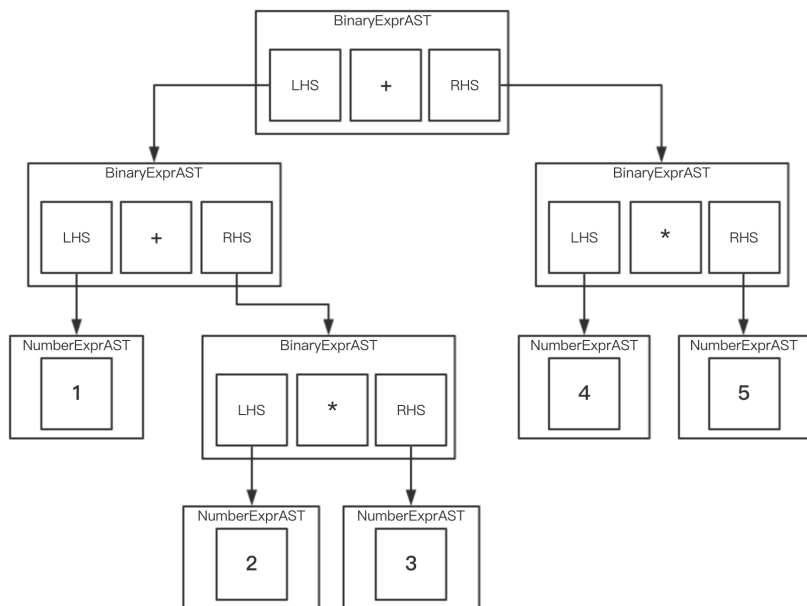 BinaryExprAST
LHS + RHS
BinaryExprAST
LHS + RHS
BinaryExprAST
LHS * RHS
NumberExprAST
1
BinaryExprAST
LHS * RHS
NumberExprAST
4
NumberExprAST
5
NumberExprAST
2
NumberExprAST
3